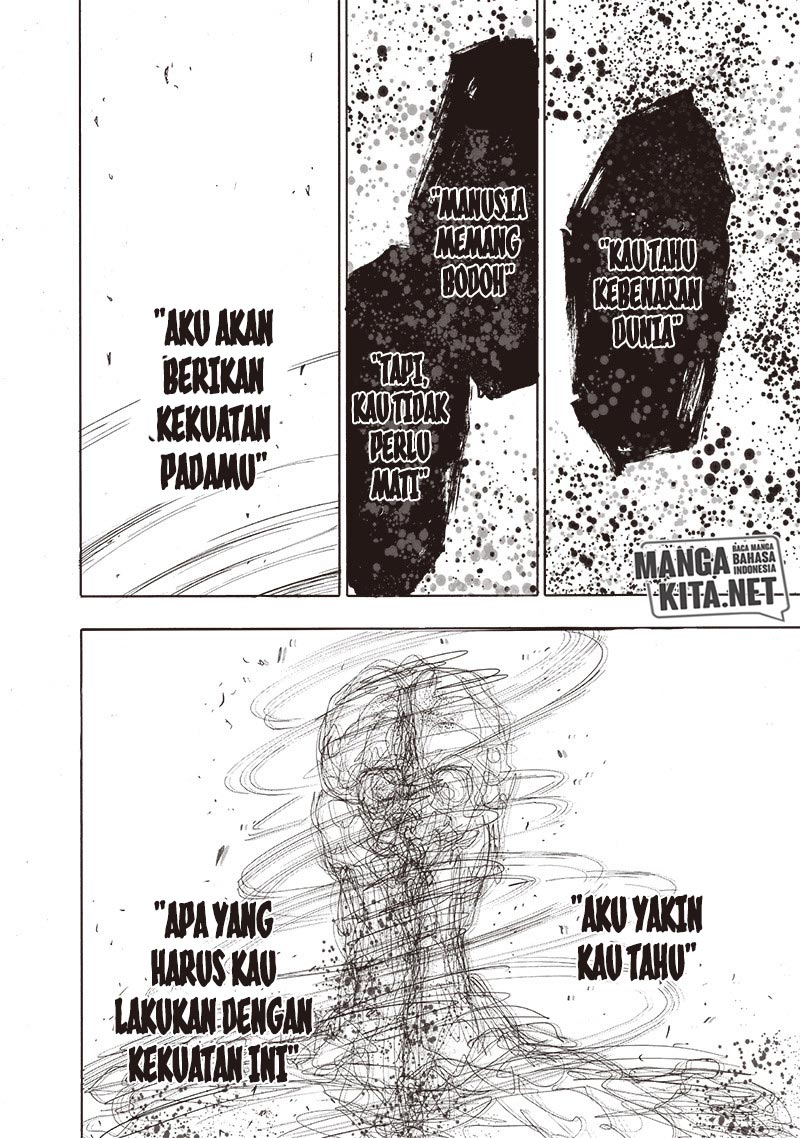 "KAU TAHU
KEBENARAN
DUNIA"
"MANUSIA
MEMANG
BODOH"
"TAPI,
KAU TIDAK
PERLU
MATI"
"AKU AKAN
BERIKAN
KEKUATAN
PADAMU"
MANGA
KITA.NET
BACA MANGA
BAHASA
INDONESIA
"AKU YAKIN
KAU TAHU"
"APA YANG
HARUS KAU
LAKUKAN DENGAN
KEKUATAN INI"